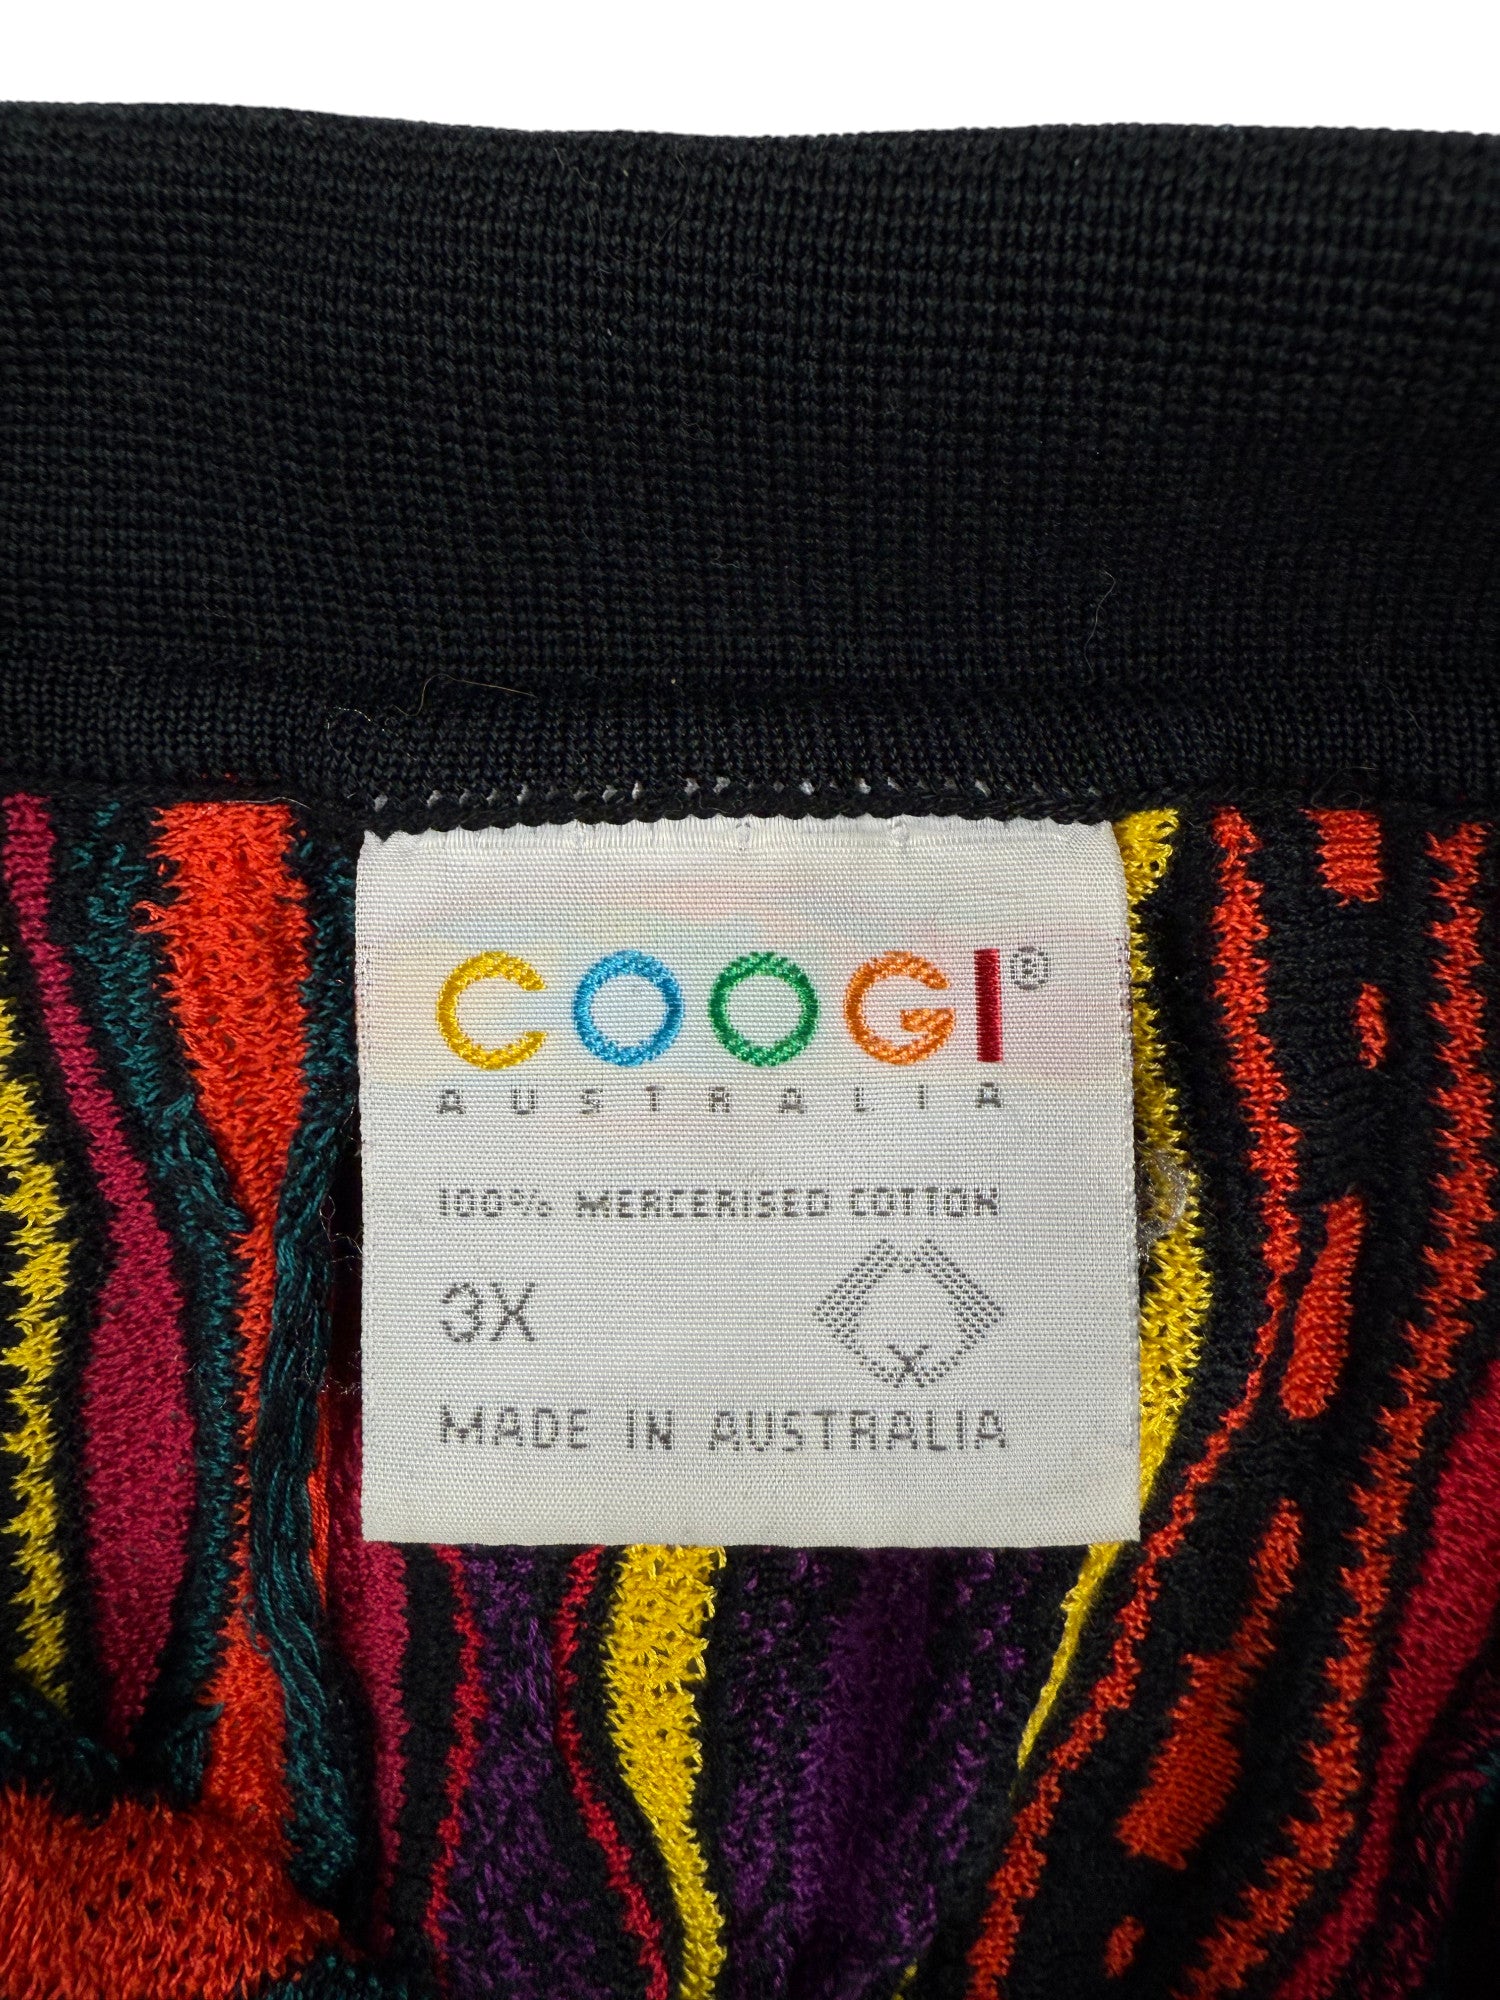 COOGI®
AUSTRALIA
100% MERCERISED COTTON
3X
X
MADE IN AUSTRALIA